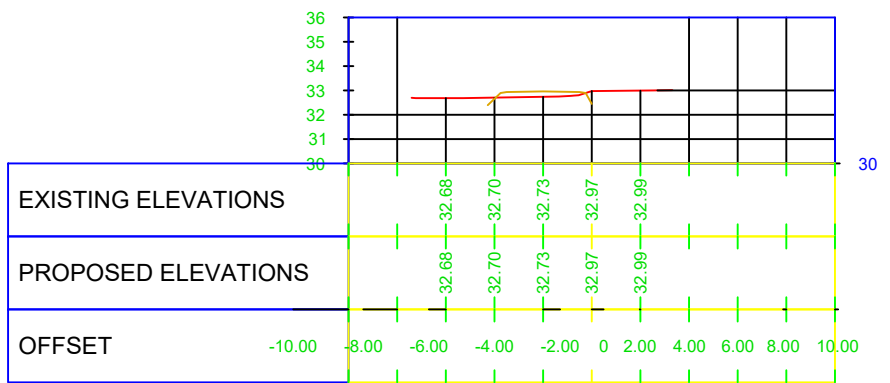 36
35
34
33
32
31
30
30
EXISTING ELEVATIONS 32.68 32.70 32.73 32.97 32.99
PROPOSED ELEVATIONS 32.68 32.70 32.73 32.97 32.99
OFFSET -10.00 -8.00 -6.00 -4.00 -2.00 0 2.00 4.00 6.00 8.00 10.00